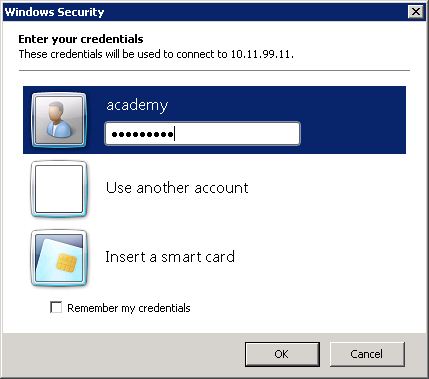 Windows Security
Enter your credentials
These credentials will be used to connect to 10.11.99.11.
academy
•••••••••
Use another account
Insert a smart card
Remember my credentials
OK
Cancel